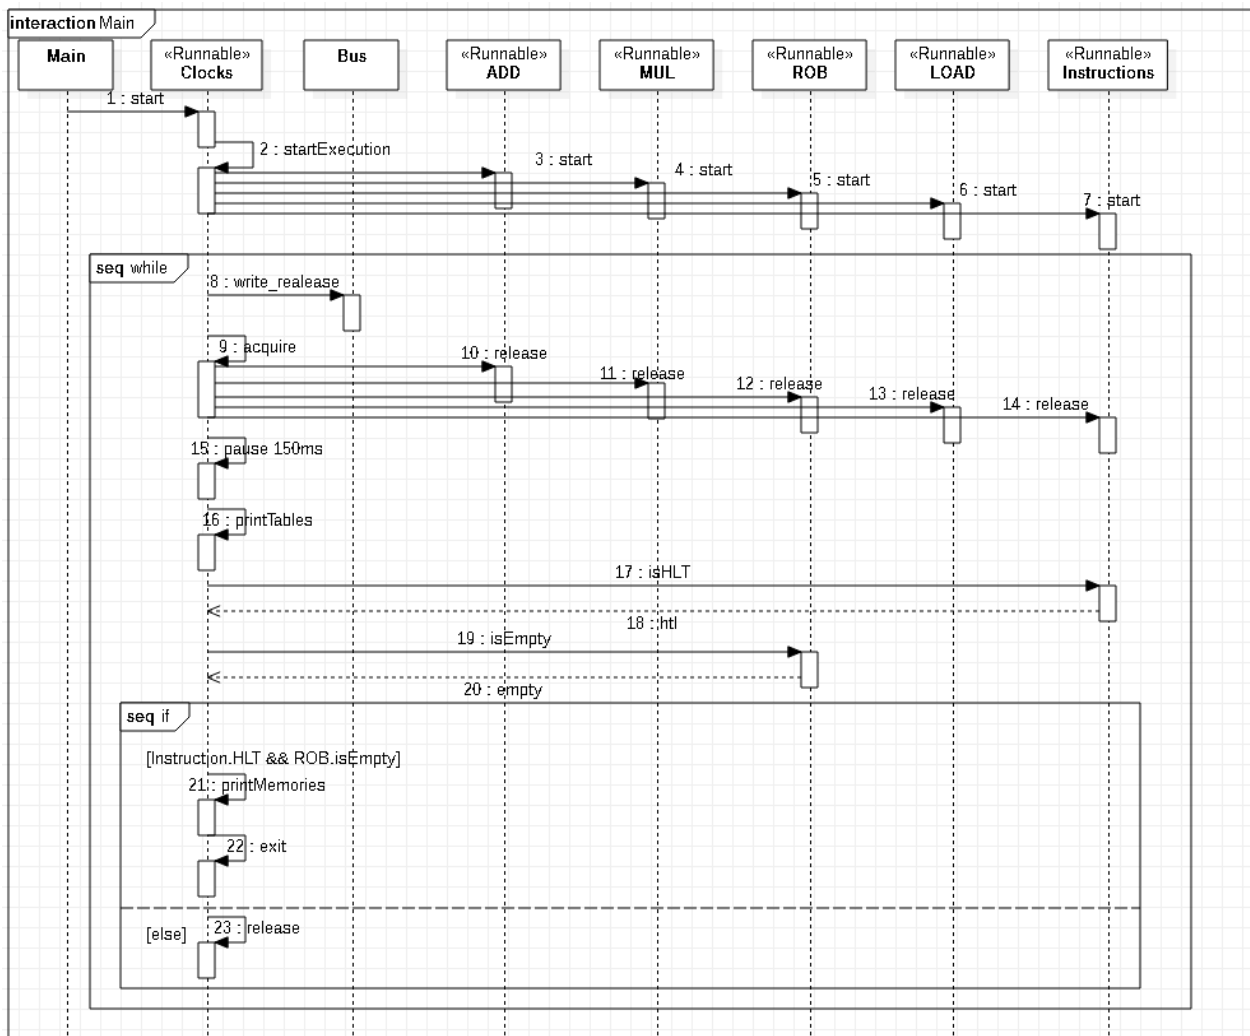 interaction Main
Main
«Runnable»
Clocks
Bus
«Runnable»
ADD
«Runnable»
MUL
«Runnable»
ROB
«Runnable»
LOAD
«Runnable»
Instructions
1 : start
2 : startExecution
3 : start
4 : start
5 : start
6 : start
7 : start
seq while
8 : write_realease
9 : acquire
10 : release
11 : release
12 : release
13 : release
14 : release
15 : pause 150ms
16 : printTables
17 : isHLT
18 : htl
19 : isEmpty
20 : empty
seq if
[Instruction.HLT && ROB.isEmpty]
21 : printMemories
22 : exit
23 : release
[else]